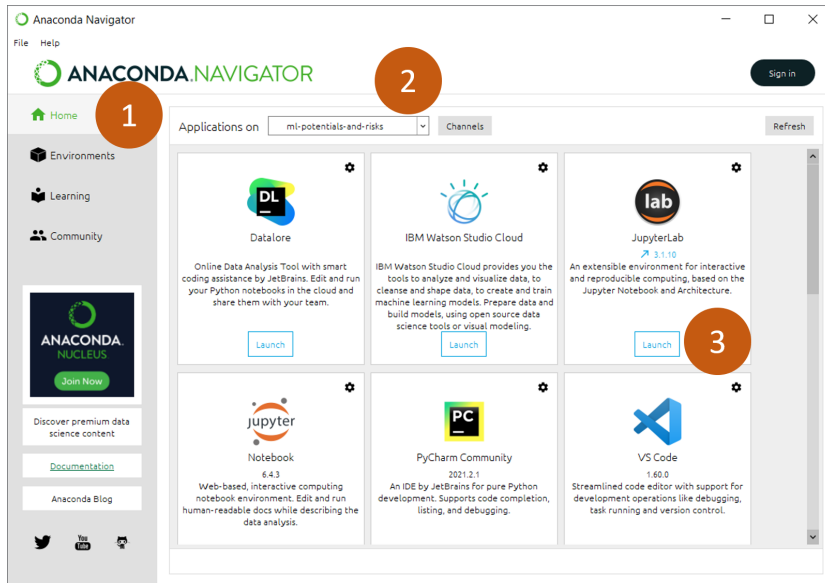 Anaconda Navigator
File Help
ANACONDA.NAVIGATOR
Sign in
1
2
3
Home
Environments
Learning
Community
ANACONDA.
NUCLEUS
Join Now
Discover premium data
science content
Documentation
Anaconda Blog
You
Tube
Applications on ml-potentials-and-risks Channels Refresh
DL
Datalore
Online Data Analysis Tool with smart
coding assistance by JetBrains. Edit and run
your Python notebooks in the cloud and
share them with your team.
Launch
IBM Watson Studio Cloud
IBM Watson Studio Cloud provides you the
tools to analyze and visualize data, to
cleanse and shape data, to create and train
machine learning models. Prepare data and
build models, using open source data
science tools or visual modeling.
Launch
lab
JupyterLab
3.1.10
An extensible environment for interactive
and reproducible computing, based on the
Jupyter Notebook and Architecture.
Launch
jupyter
Notebook
6.4.3
Web-based, interactive computing
notebook environment. Edit and run
human-readable docs while describing the
data analysis.
PC
PyCharm Community
2021.2.1
An IDE by JetBrains for pure Python
development. Supports code completion,
listing, and debugging.
VS Code
1.60.0
Streamlined code editor with support for
development operations like debugging,
task running and version control.